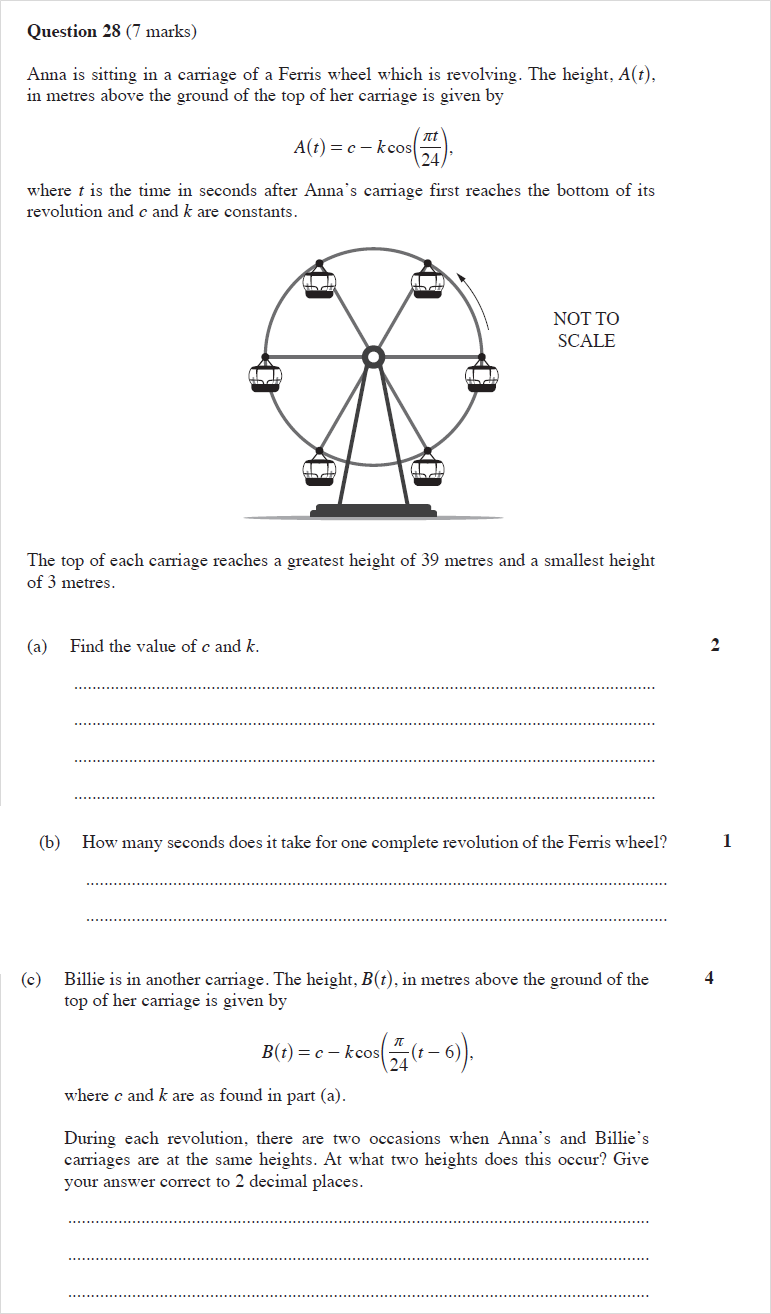 Question 28 (7 marks)
Anna is sitting in a carriage of a Ferris wheel which is revolving. The height, A(t),
in metres above the ground of the top of her carriage is given by
A(t) = c − k cos(πt/24),
where t is the time in seconds after Anna's carriage first reaches the bottom of its
revolution and c and k are constants.
NOT TO
SCALE
The top of each carriage reaches a greatest height of 39 metres and a smallest height
of 3 metres.
(a) Find the value of c and k. 2
(b) How many seconds does it take for one complete revolution of the Ferris wheel? 1
(c) Billie is in another carriage. The height, B(t), in metres above the ground of the 4
top of her carriage is given by
B(t) = c − k cos(π/24 (t − 6)),
where c and k are as found in part (a).
During each revolution, there are two occasions when Anna's and Billie's
carriages are at the same heights. At what two heights does this occur? Give
your answer correct to 2 decimal places.